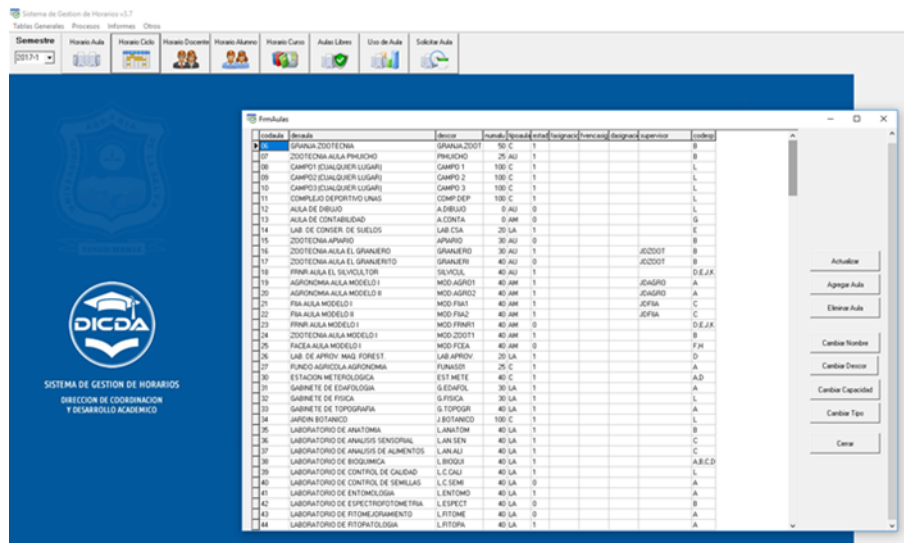 Sistema de Gestion de Horarios v3.7
Tablas Generales Procesos Informes Otros
Semestre Horario Aula Horario Ciclo Horario Docente Horario Alumno Horario Curso Aulas Libres Uso de Aula Solicitar Aula
2017-1
FrmAulas
codaula desaula descor numalu tipoaula estad fasignacio fvencasig dasignaci supervisor codesp
06 GRANJA ZOOTECNIA GRANJA.ZOOT 50 C 1 B
07 ZOOTECNIA AULA PIHUICHO PIHUICHO 25 AU 1 B
08 CAMPO1 (CUALQUIER LUGAR) CAMPO 1 100 C 1 L
09 CAMPO2 (CUALQUIER LUGAR) CAMPO 2 100 C 1 L
10 CAMPO3 (CUALQUIER LUGAR) CAMPO 3 100 C 1 L
11 COMPLEJO DEPORTIVO UNAS COMP.DEP 100 C 1 L
12 AULA DE DIBUJO A.DIBUJO 0 AU 0 L
13 AULA DE CONTABILIDAD A.CONTA 0 AM 0 G
14 LAB. DE CONSER. DE SUELOS LAB.CSA 20 LA 1 E
15 ZOOTECNIA APIARIO APIARIO 30 AU 0 B
16 ZOOTECNIA AULA EL GRANJERO GRANJERO 30 AU 1 JDZOOT B
17 ZOOTECNIA AULA EL GRANJERITO GRANJERI 40 AU 0 JDZOOT B
18 FRNR AULA EL SILVICULTOR SILVICUL 40 AU 1 D,E,J,K
19 AGRONOMIA AULA MODELO I MOD.AGRO1 40 AM 1 JDAGRO A
20 AGRONOMIA AULA MODELO II MOD.AGRO2 40 AM 1 JDAGRO A
21 FIIA AULA MODELO I MOD.FIIA1 40 AM 1 JDFIIA C
22 FIIA AULA MODELO II MOD.FIIA2 40 AM 1 JDFIIA C
23 FRNR AULA MODELO I MOD.FRNR1 40 AM 0 D,E,J,K
24 ZOOTECNIA AULA MODELO I MOD.ZOOT1 40 AM 1 B
25 FACEA AULA MODELO I MOD.FCEA 40 AM 0 F,H
26 LAB. DE APROV. MAQ. FOREST. LAB.APROV. 20 LA 1 D
27 FUNDO AGRICOLA AGRONOMIA FUNAS01 25 C 1 A
30 ESTACION METEROLOGICA EST.METE 40 C 1 A,D
31 GABINETE DE EDAFOLOGIA G.EDAFOL 30 LA 1 A
32 GABINETE DE FISICA G.FISICA 30 LA 1 L
33 GABINETE DE TOPOGRAFIA G.TOPOGR 40 LA 1 A
34 JARDIN BOTANICO J.BOTANICO 100 C 1 L
35 LABORATORIO DE ANATOMIA L.ANATOM 40 LA 1 B
36 LABORATORIO DE ANALISIS SENSORIAL L.AN.SEN 40 LA 1 C
37 LABORATORIO DE ANALISIS DE ALIMENTOS L.AN.ALI 40 LA 1 C
38 LABORATORIO DE BIOQUIMICA L.BIOQUI 40 LA 1 A,B,C,D
39 LABORATORIO DE CONTROL DE CALIDAD L.C.CALI 40 LA 1 L
40 LABORATORIO DE CONTROL DE SEMILLAS L.C.SEMI 40 LA 0 A
41 LABORATORIO DE ENTOMOLOGIA L.ENTOMO 40 LA 1 A
42 LABORATORIO DE ESPECTROFOTOMETRIA L.ESPECT 40 LA 0 B
43 LABORATORIO DE FITOMEJORAMIENTO L.FITOME 40 LA 0 A
44 LABORATORIO DE FITOPATOLOGIA L.FITOPA 40 LA 1 A
Actualizar
Agregar Aula
Eliminar Aula
Cambiar Nombre
Cambiar Descor
Cambiar Capacidad
Cambiar Tipo
Cerrar
DICDA
SISTEMA DE GESTION DE HORARIOS
DIRECCION DE COORDINACION
Y DESARROLLO ACADEMICO